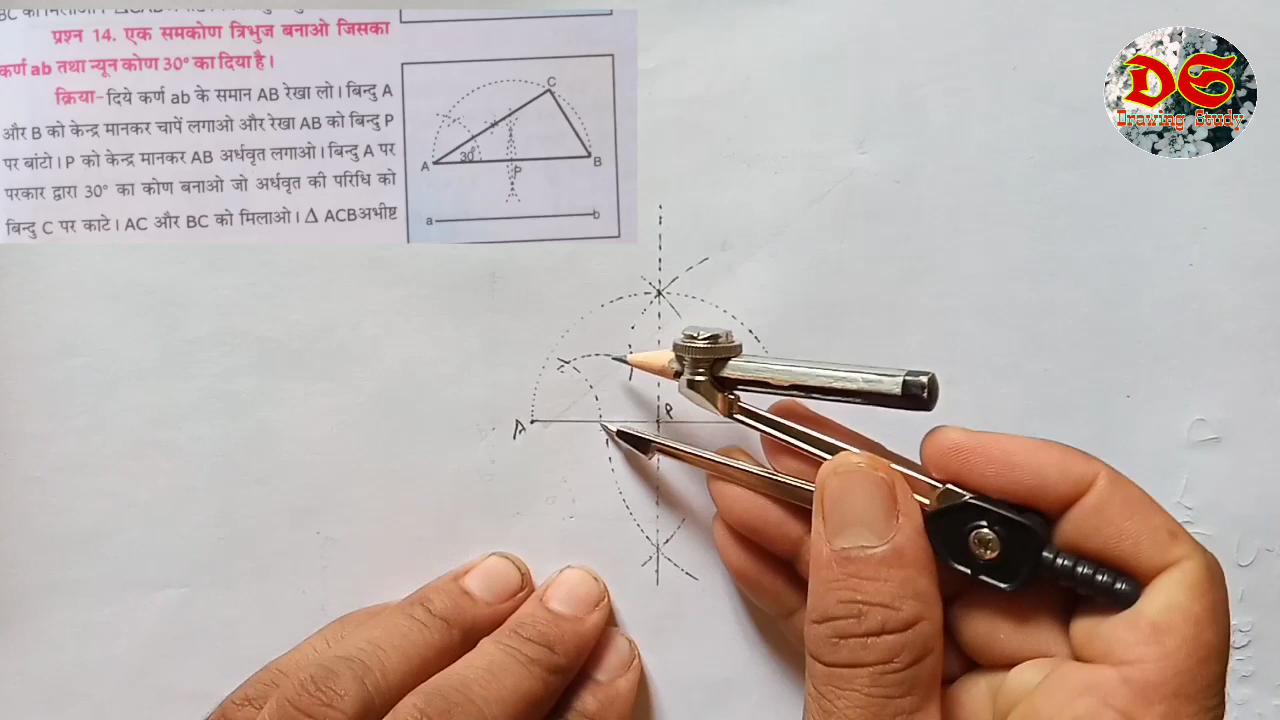 BC को मिलाओ।
प्रश्न 14. एक समकोण त्रिभुज बनाओ जिसका
कर्ण ab तथा न्यून कोण 30° का दिया है।
क्रिया-दिये कर्ण ab के समान AB रेखा लो। बिन्दु A
और B को केन्द्र मानकर चापें लगाओ और रेखा AB को बिन्दु P
पर बांटो। P को केन्द्र मानकर AB अर्धवृत लगाओ। बिन्दु A पर
परकार द्वारा 30° का कोण बनाओ जो अर्धवृत की परिधि को
बिन्दु C पर काटे। AC और BC को मिलाओ। Δ ACBअभीष्ट
C
A 30° P B
a b
DS
Drawing Study
A P